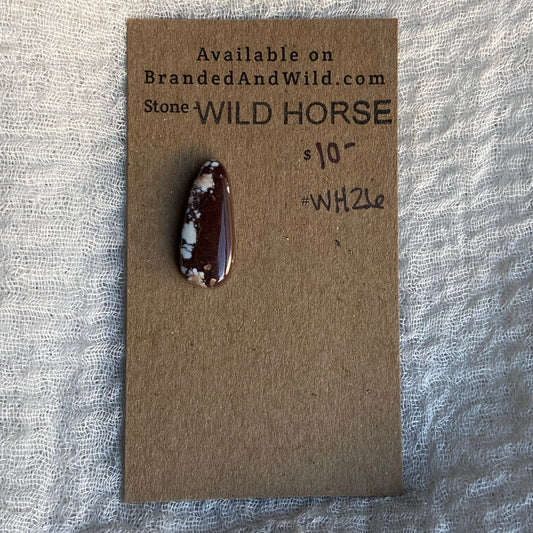 Available on
BrandedAndWild.com
Stone - WILD HORSE
$10-
#WH26